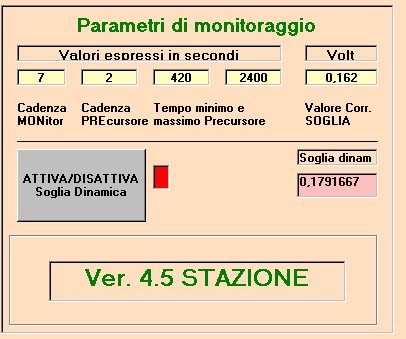 Parametri di monitoraggio
Valori espressi in secondi
Volt
7
2
420
2400
0,162
Cadenza
MONitor
Cadenza
PREcursore
Tempo minimo e
massimo Precursore
Valore Corr.
SOGLIA
ATTIVA/DISATTIVA
Soglia Dinamica
Soglia dinam
0,1791667
Ver. 4.5 STAZIONE